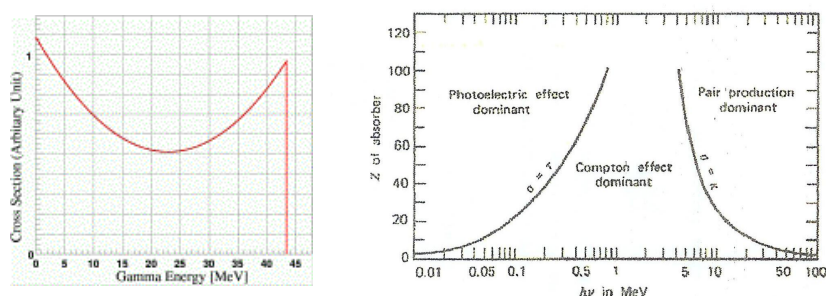 Cross Section (Arbitary Unit)
1
0
0 5 10 15 20 25 30 35 40 45
Gamma Energy [MeV]
Z of absorber
120
100
80
60
40
20
0
Photoelectric effect
dominant
Pair production
dominant
Compton effect
dominant
σ = τ
σ = κ
0.01 0.05 0.1 0.5 1 5 10 50 100
hν in MeV